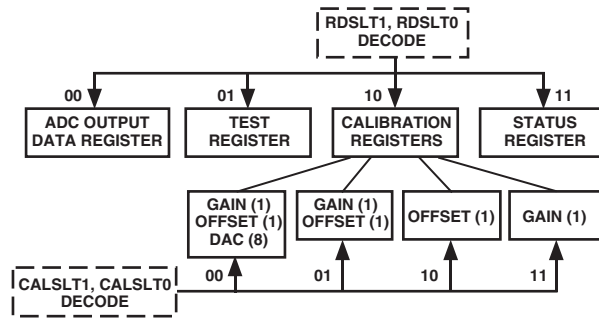 RDSLT1, RDSLT0
DECODE
00 01 10 11
ADC OUTPUT
DATA REGISTER
TEST
REGISTER
CALIBRATION
REGISTERS
STATUS
REGISTER
GAIN (1)
OFFSET (1)
DAC (8)
GAIN (1)
OFFSET (1)
OFFSET (1)
GAIN (1)
CALSLT1, CALSLT0
DECODE
00 01 10 11